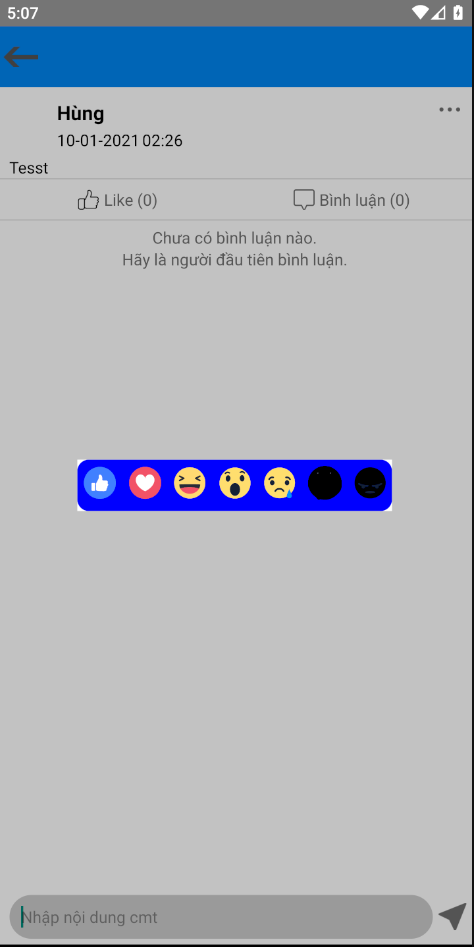 5:07
Hùng
10-01-2021 02:26
Tesst
Like (0)
Bình luận (0)
Chưa có bình luận nào.
Hãy là người đầu tiên bình luận.
Nhập nội dung cmt